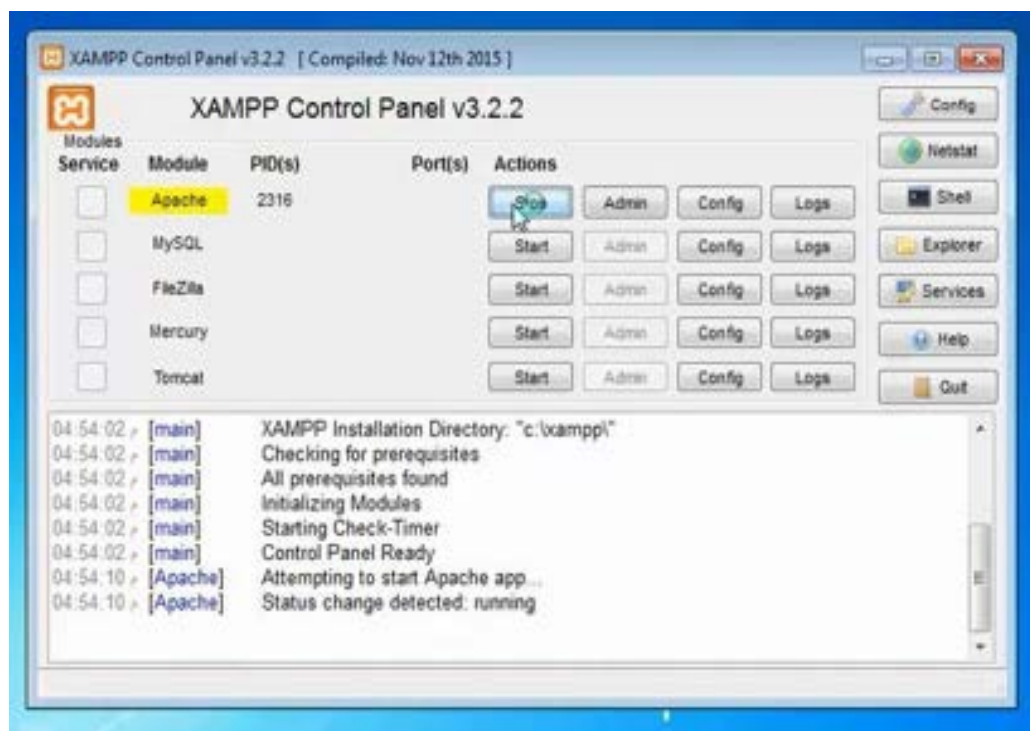 XAMPP Control Panel v3.2.2 [ Compiled: Nov 12th 2015 ]
XAMPP Control Panel v3.2.2
Config
Netstat
Shell
Explorer
Services
Help
Quit
Modules
Service Module PID(s) Port(s) Actions
Apache 2316 Stop Admin Config Logs
MySQL Start Admin Config Logs
FileZilla Start Admin Config Logs
Mercury Start Admin Config Logs
Tomcat Start Admin Config Logs
04:54:02 م [main] XAMPP Installation Directory: "c:\xampp\"
04:54:02 م [main] Checking for prerequisites
04:54:02 م [main] All prerequisites found
04:54:02 م [main] Initializing Modules
04:54:02 م [main] Starting Check-Timer
04:54:02 م [main] Control Panel Ready
04:54:10 م [Apache] Attempting to start Apache app...
04:54:10 م [Apache] Status change detected: running